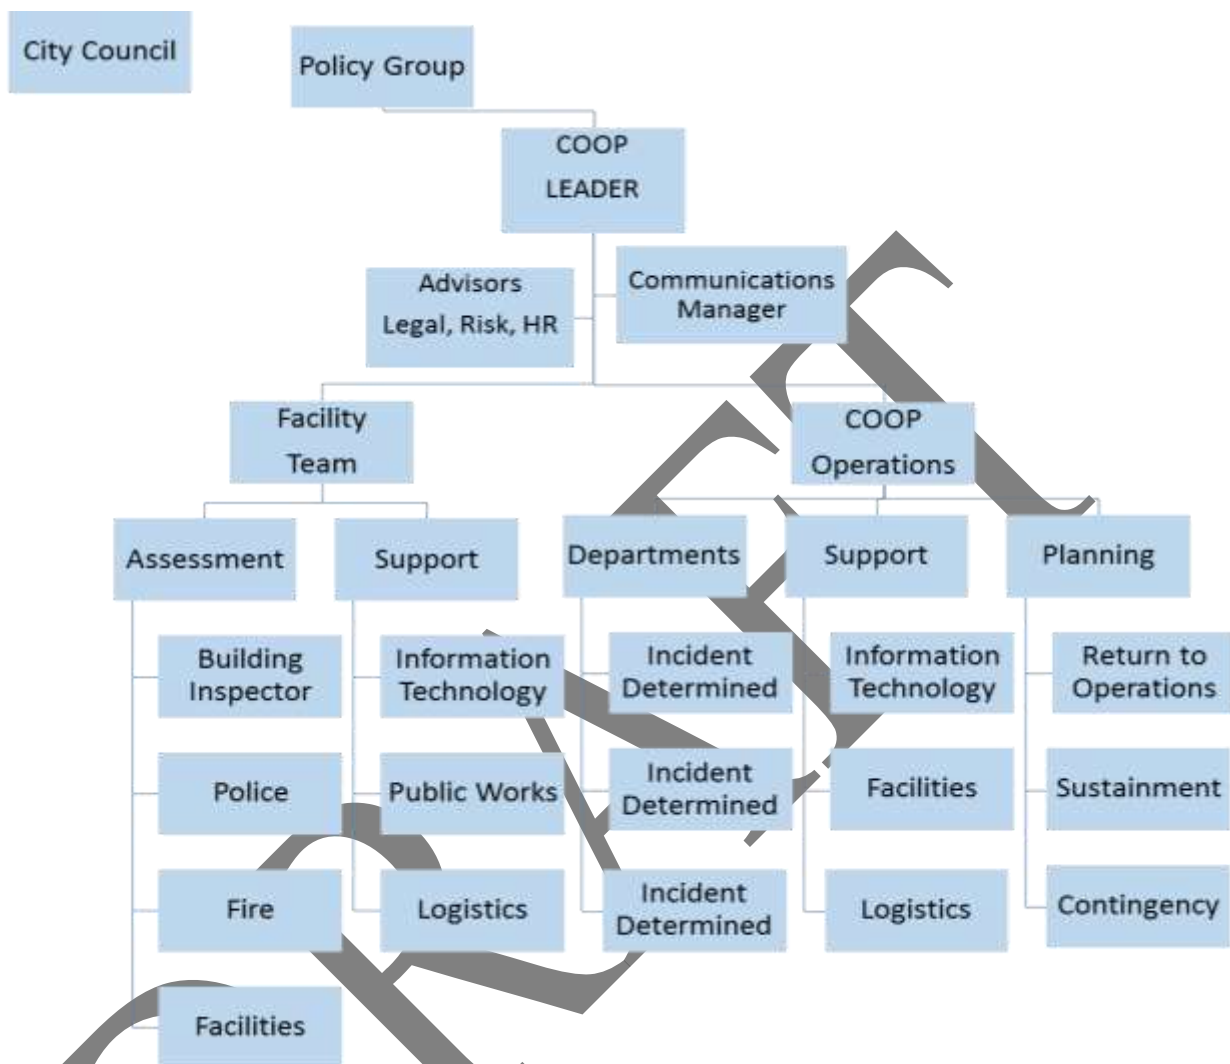 City Council
Policy Group
COOP
LEADER
Advisors
Legal, Risk, HR
Communications
Manager
Facility
Team
COOP
Operations
Assessment
Support
Departments
Support
Planning
Building
Inspector
Information
Technology
Incident
Determined
Information
Technology
Return to
Operations
Police
Public Works
Incident
Determined
Facilities
Sustainment
Fire
Logistics
Incident
Determined
Logistics
Contingency
Facilities
DRAFT